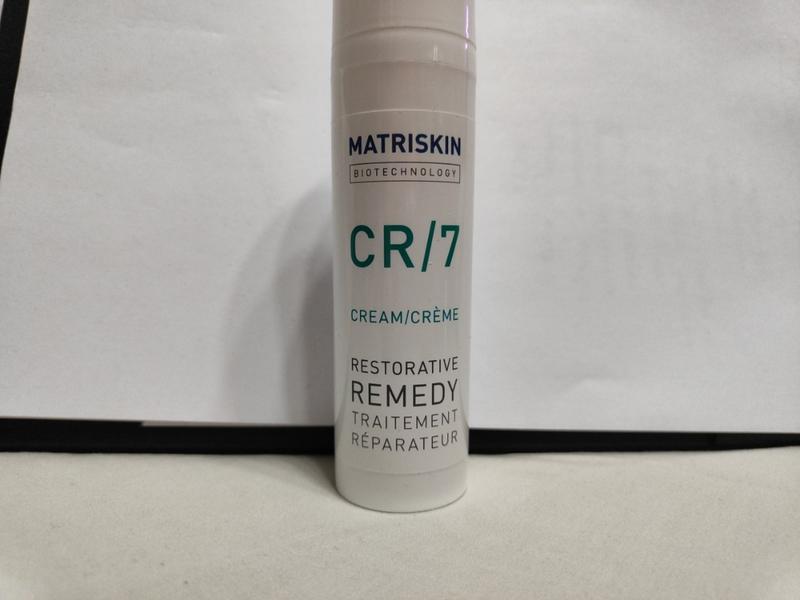 MATRISKIN
BIOTECHNOLOGY
CR/7
CREAM/CRÈME
RESTORATIVE
REMEDY
TRAITEMENT
RÉPARATEUR